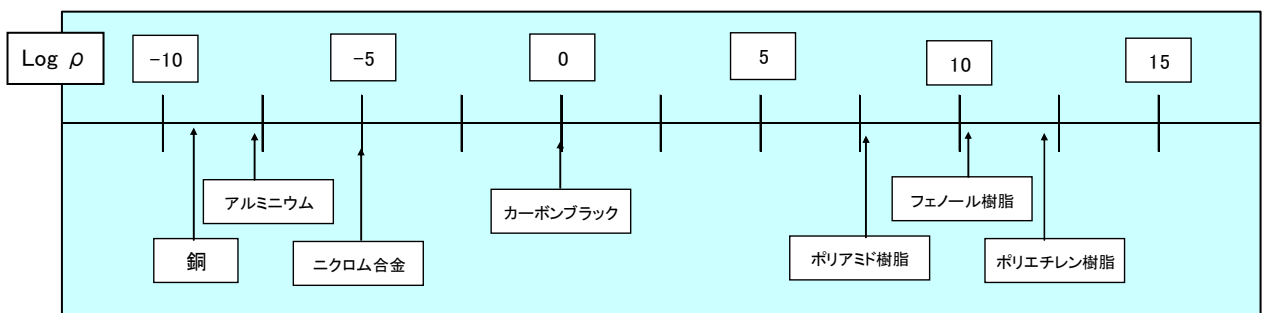 Log ρ
-10
-5
0
5
10
15
アルミニウム
フェノール樹脂
カーボンブラック
銅
ニクロム合金
ポリアミド樹脂
ポリエチレン樹脂